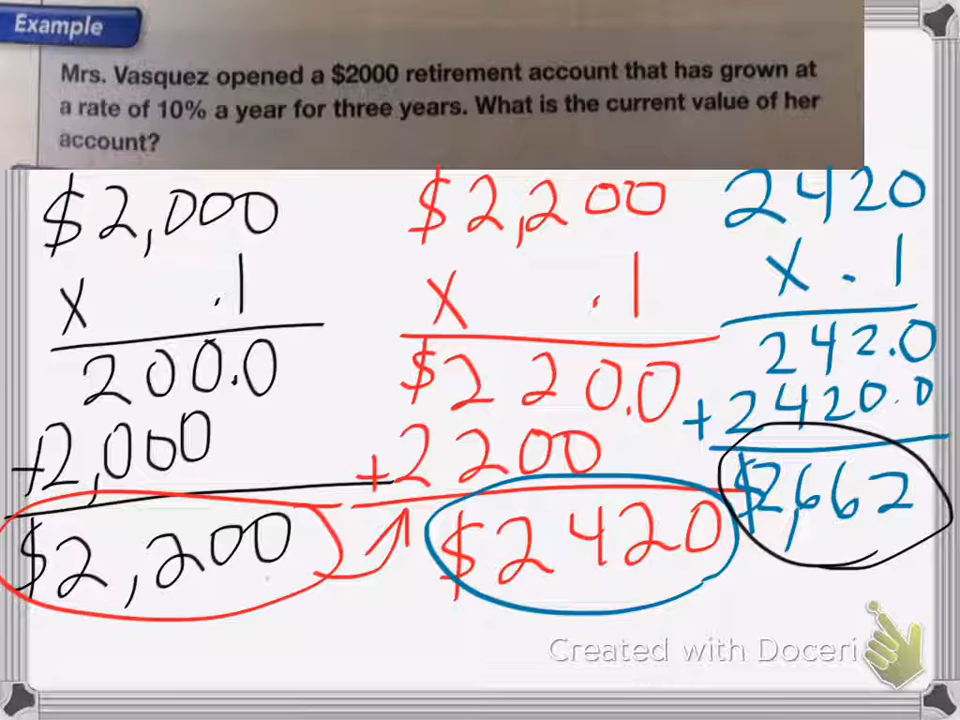 Example
Mrs. Vasquez opened a $2000 retirement account that has grown at
a rate of 10% a year for three years. What is the current value of her
account?
$2,000
x .1
200.0
+2,000
$2,200
$2,200
x .1
$220.0
+2200
$2420
2420
x .1
242.0
+2420.0
$2,662
Created with Doceri